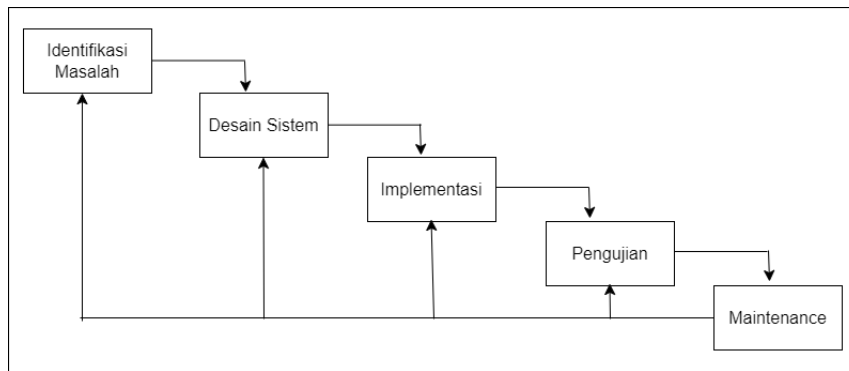 Identifikasi
Masalah
Desain Sistem
Implementasi
Pengujian
Maintenance